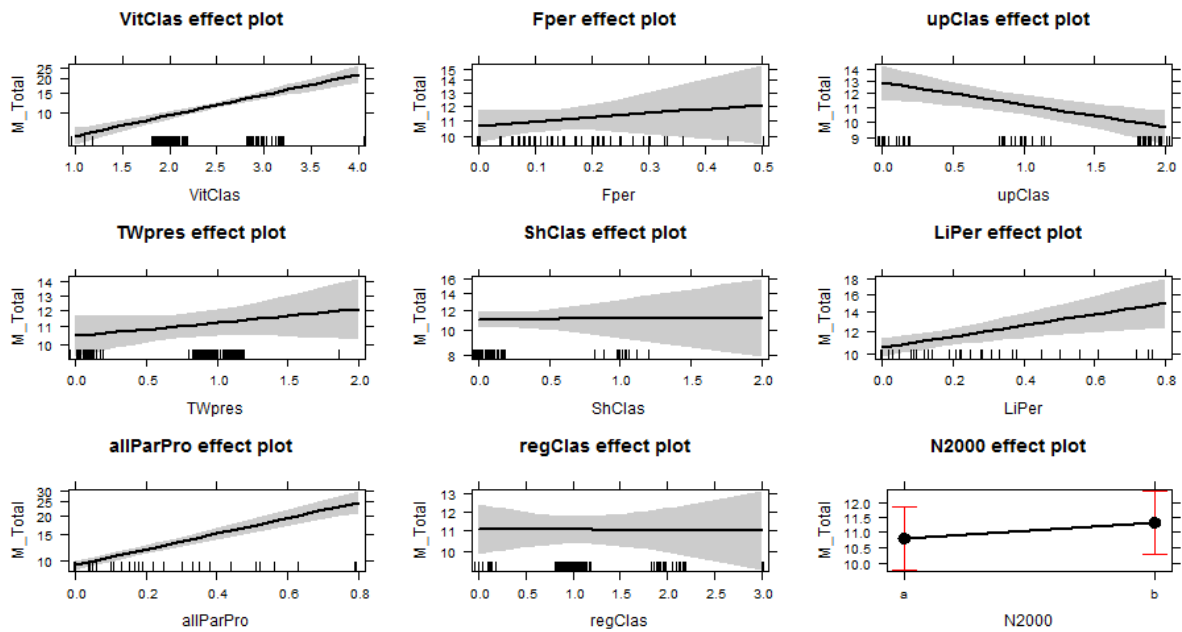 VitClas effect plot
M_Total
25
20
15
10
1.0 1.5 2.0 2.5 3.0 3.5 4.0
VitClas
Fper effect plot
M_Total
15
14
13
12
11
10
0.0 0.1 0.2 0.3 0.4 0.5
Fper
upClas effect plot
M_Total
14
13
12
11
10
9
0.0 0.5 1.0 1.5 2.0
upClas
TWpres effect plot
M_Total
14
13
12
11
10
0.0 0.5 1.0 1.5 2.0
TWpres
ShClas effect plot
M_Total
16
14
12
10
8
0.0 0.5 1.0 1.5 2.0
ShClas
LiPer effect plot
M_Total
18
16
14
12
10
0.0 0.2 0.4 0.6 0.8
LiPer
allParPro effect plot
M_Total
30
25
20
15
10
0.0 0.2 0.4 0.6 0.8
allParPro
regClas effect plot
M_Total
13
12
11
10
0.0 0.5 1.0 1.5 2.0 2.5 3.0
regClas
N2000 effect plot
M_Total
12.0
11.5
11.0
10.5
10.0
a b
N2000